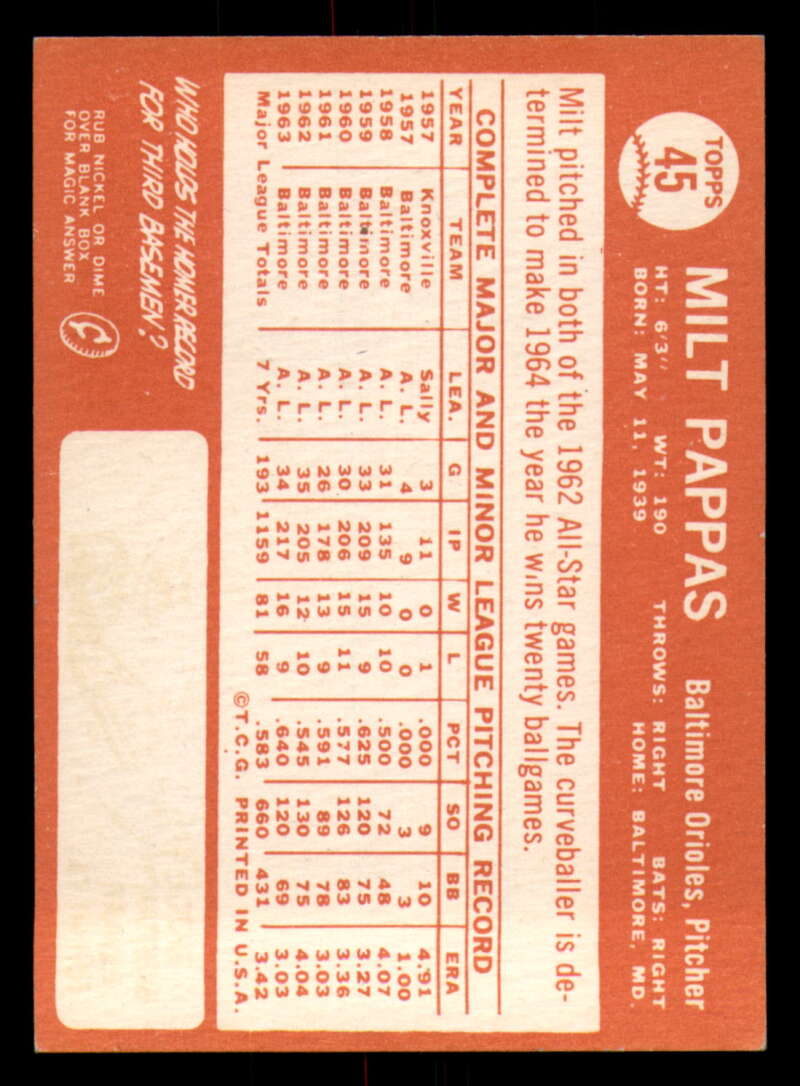 TOPPS
45
MILT PAPPAS Baltimore Orioles, Pitcher
HT: 6'3" WT: 190 THROWS: RIGHT BATS: RIGHT
BORN: MAY 11, 1939 HOME: BALTIMORE, MD.
Milt pitched in both of the 1962 All-Star games. The curveballer is de-
termined to make 1964 the year he wins twenty ballgames.
COMPLETE MAJOR AND MINOR LEAGUE PITCHING RECORD
YEAR TEAM LEA. G IP W L PCT SO BB ERA
1957 Knoxville Sally 3 11 0 1 .000 9 10 4.91
1957 Baltimore A. L. 4 9 0 0 .000 3 3 1.00
1958 Baltimore A. L. 31 135 10 10 .500 72 48 4.07
1959 Baltimore A. L. 33 209 15 9 .625 120 75 3.27
1960 Baltimore A. L. 30 206 15 11 .577 126 83 3.36
1961 Baltimore A. L. 26 178 13 9 .591 89 78 3.03
1962 Baltimore A. L. 35 205 12 10 .545 130 75 4.04
1963 Baltimore A. L. 34 217 16 9 .640 120 69 3.03
Major League Totals 7 Yrs. 193 1159 81 58 .583 660 431 3.42
©T.C.G. PRINTED IN U.S.A.
WHO HOLDS THE HOMER RECORD
FOR THIRD BASEMEN?
RUB NICKEL OR DIME
OVER BLANK BOX
FOR MAGIC ANSWER